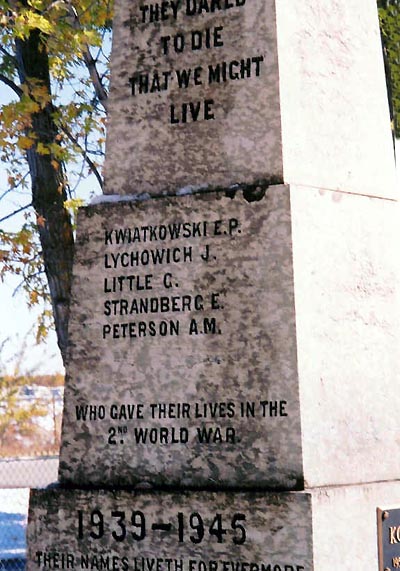 THEY DARED
TO DIE
THAT WE MIGHT
LIVE
KWIATKOWSKI E.P.
LYCHOWICH J.
LITTLE G.
STRANDBERG E.
PETERSON A.M.
WHO GAVE THEIR LIVES IN THE
2ND WORLD WAR.
1939-1945
THEIR NAMES LIVETH FOR EVERMORE